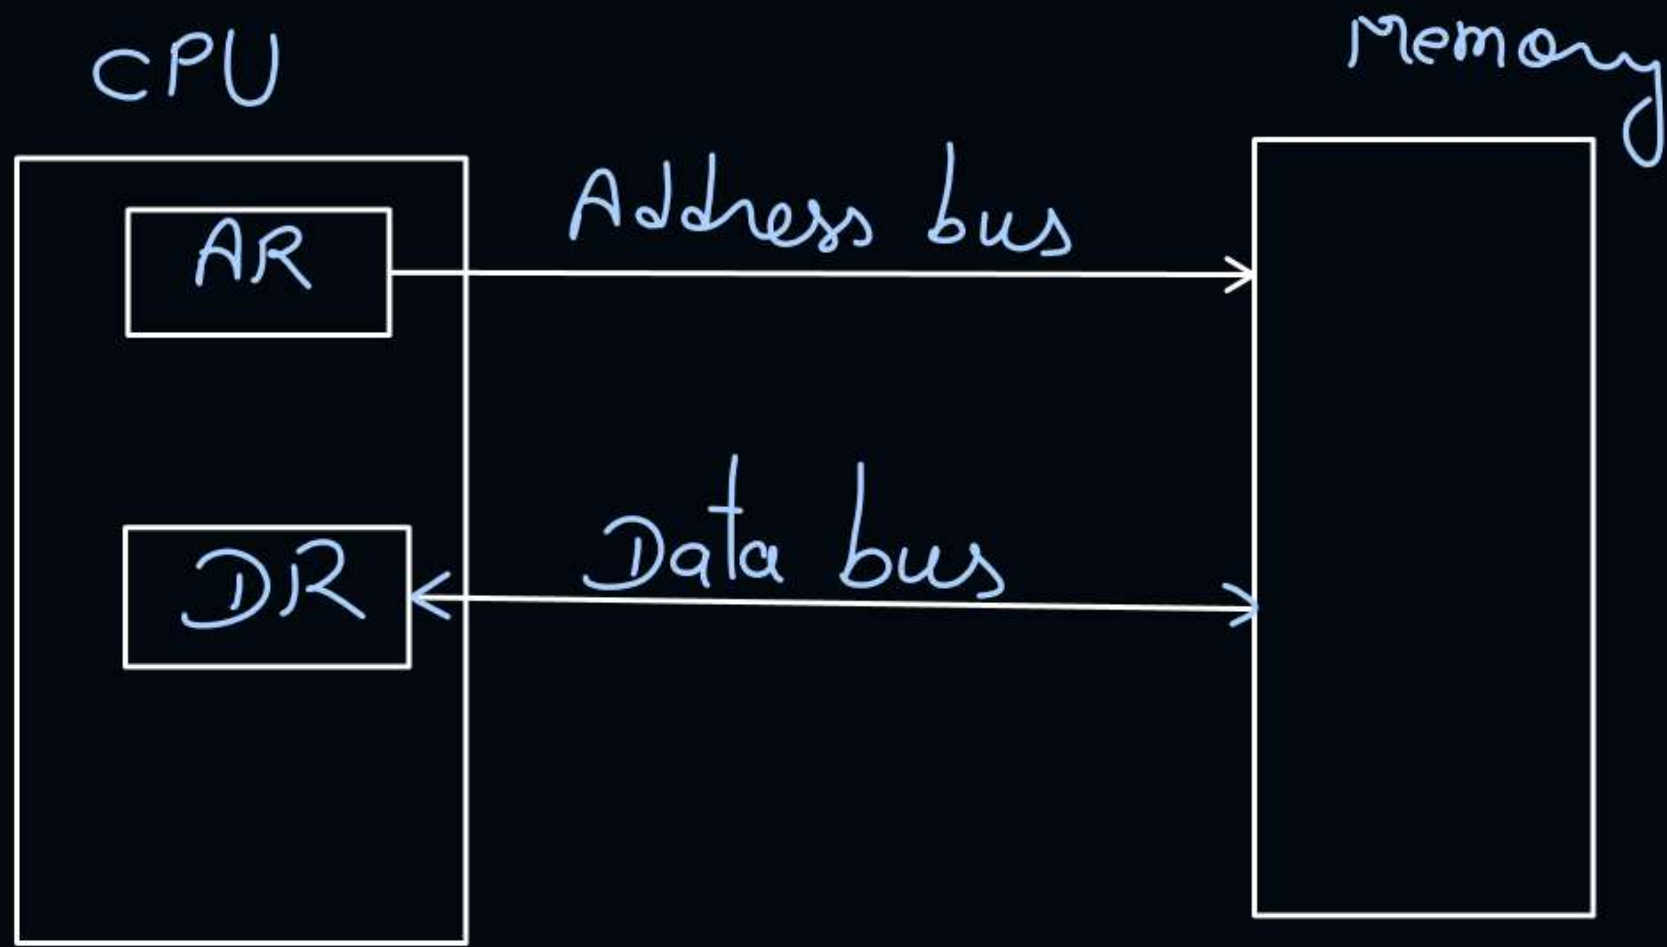 CPU
Memory
AR
Address bus
DR
Data bus